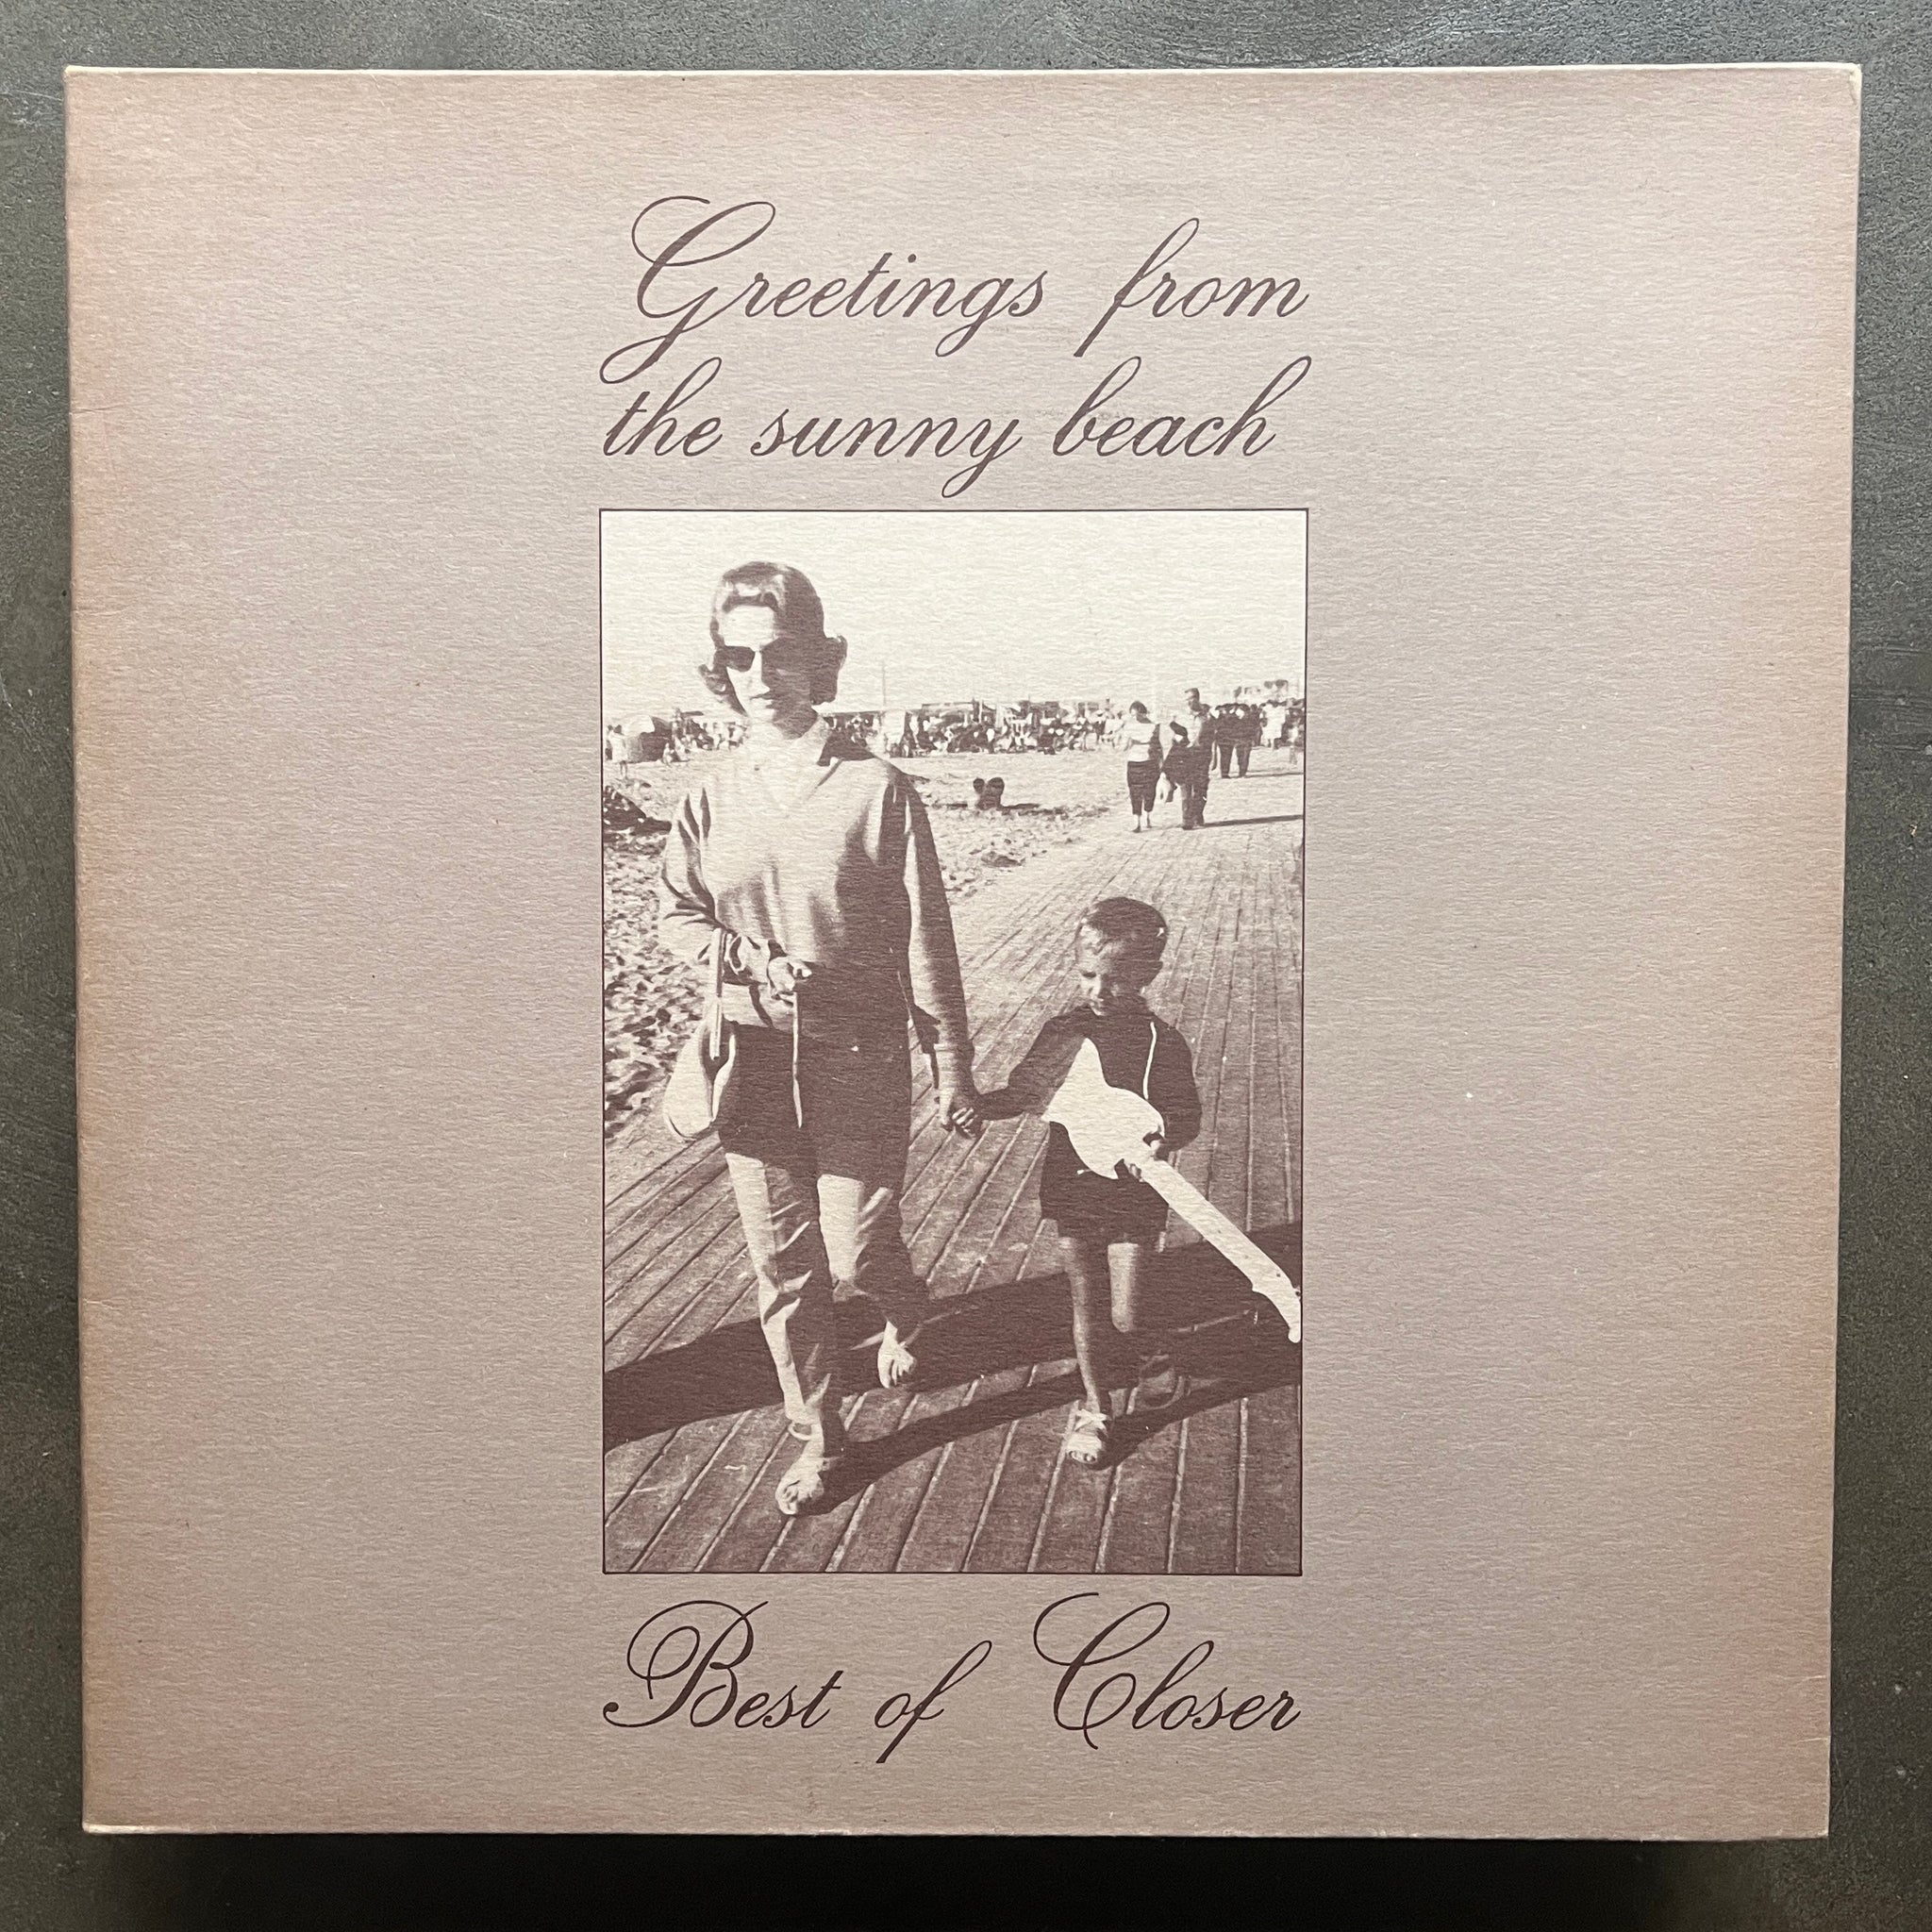 Greetings from
the sunny beach
Best of Closer